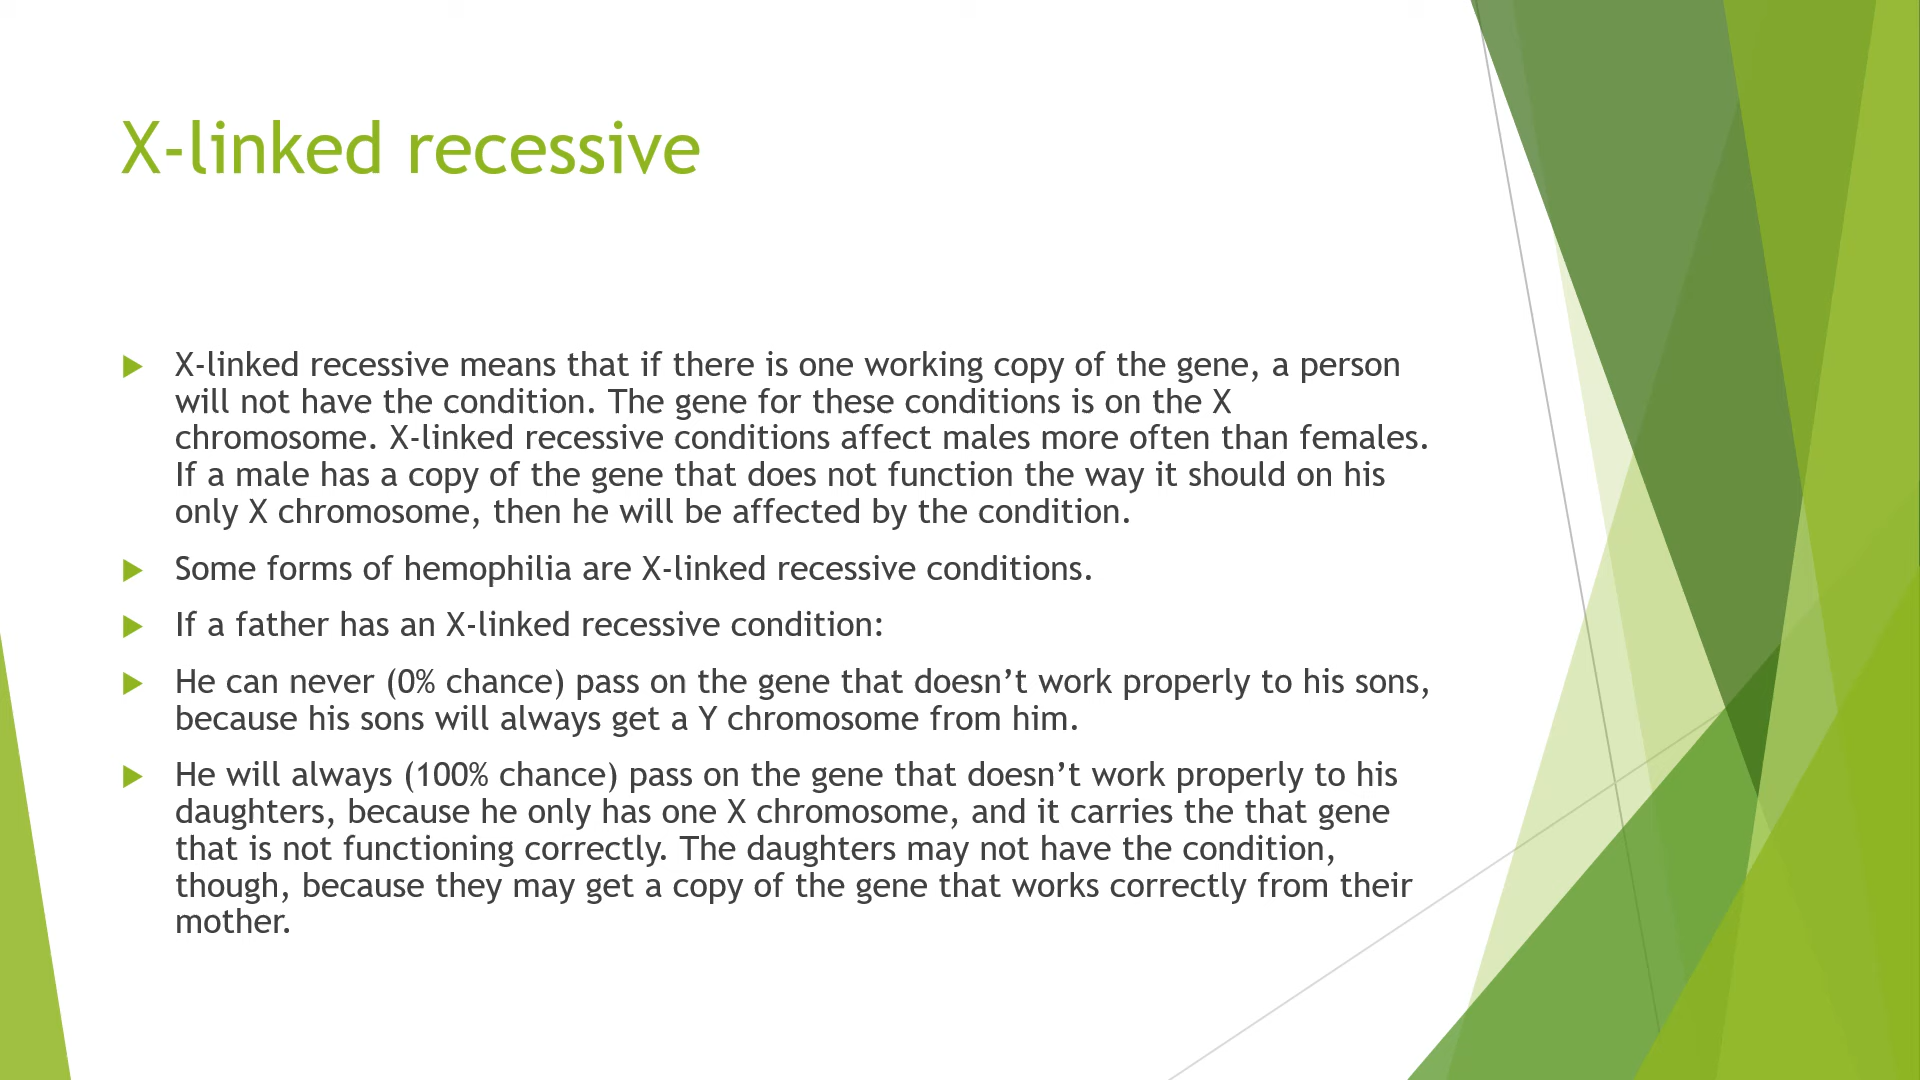 X-linked recessive
X-linked recessive means that if there is one working copy of the gene, a person
will not have the condition. The gene for these conditions is on the X
chromosome. X-linked recessive conditions affect males more often than females.
If a male has a copy of the gene that does not function the way it should on his
only X chromosome, then he will be affected by the condition.
Some forms of hemophilia are X-linked recessive conditions.
If a father has an X-linked recessive condition:
He can never (0% chance) pass on the gene that doesn’t work properly to his sons,
because his sons will always get a Y chromosome from him.
He will always (100% chance) pass on the gene that doesn’t work properly to his
daughters, because he only has one X chromosome, and it carries the that gene
that is not functioning correctly. The daughters may not have the condition,
though, because they may get a copy of the gene that works correctly from their
mother.